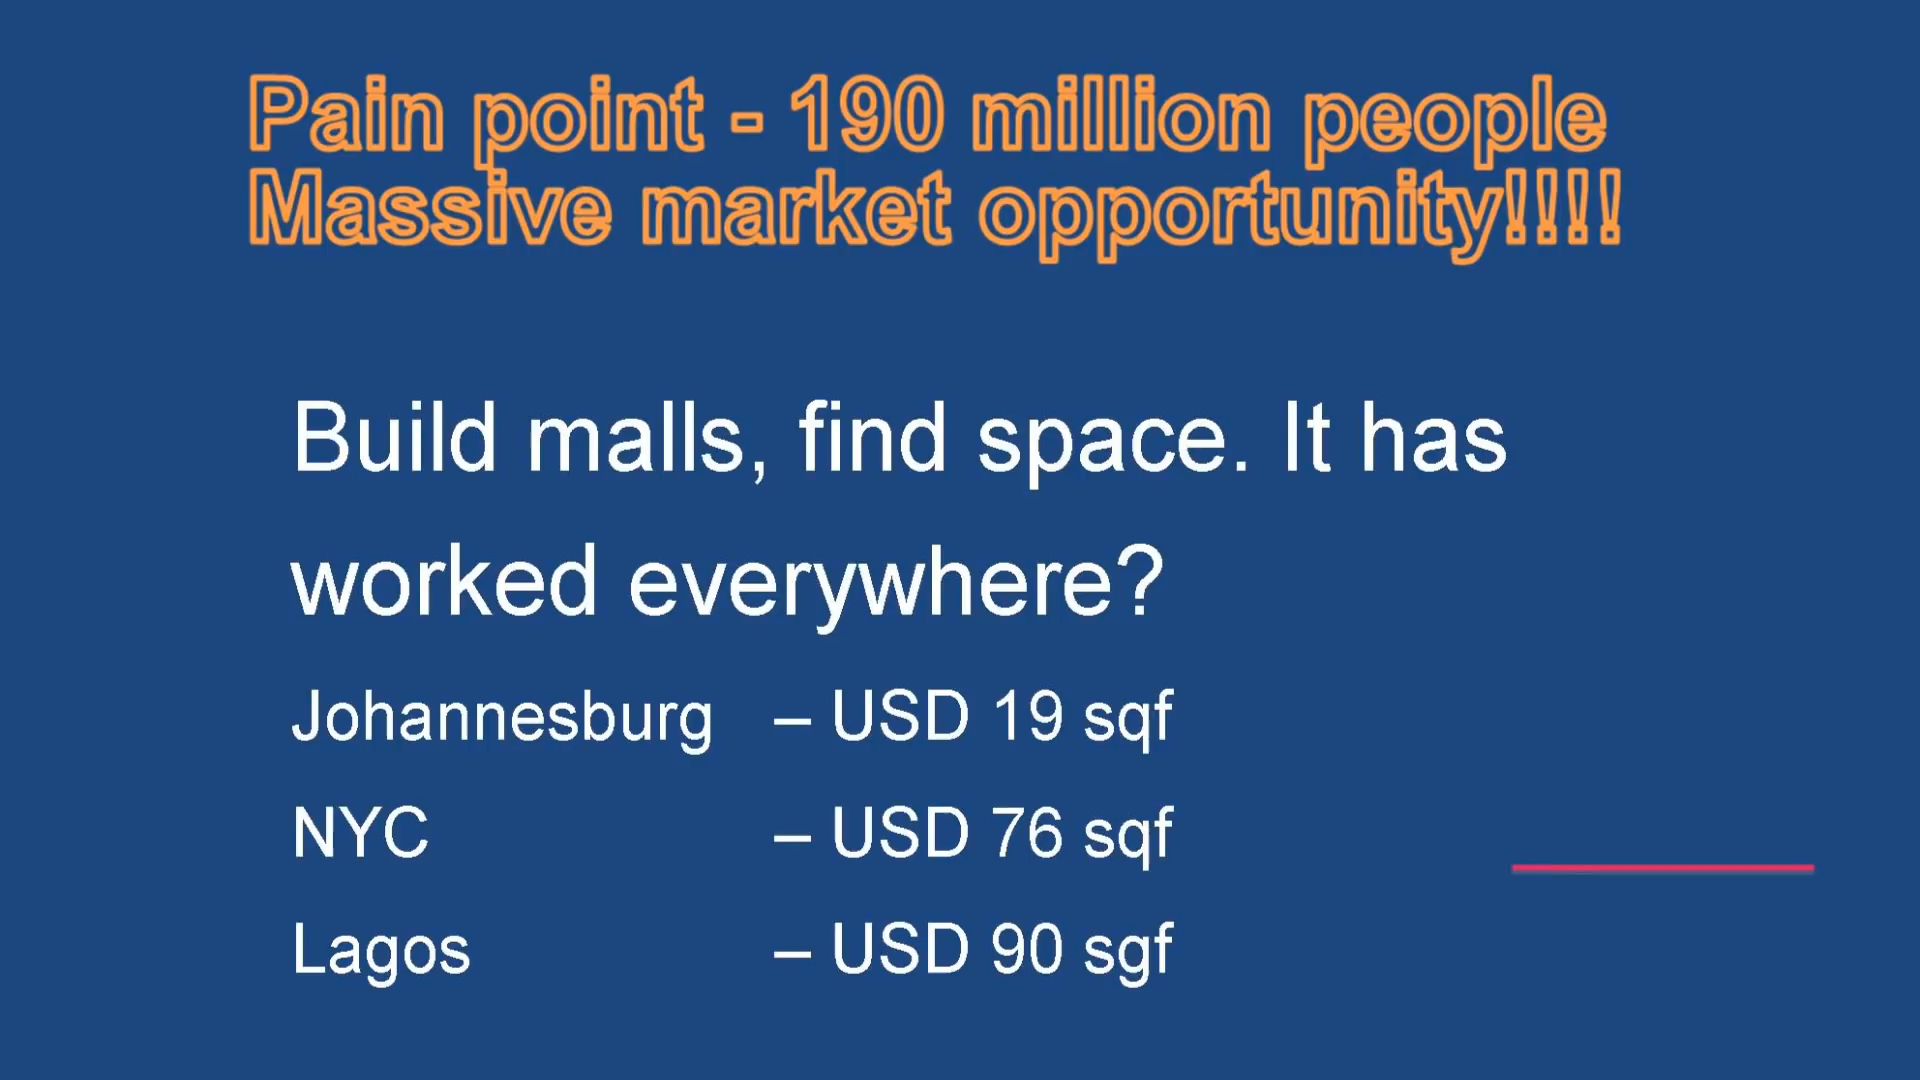 Pain point - 190 million people
Massive market opportunity!!!!
Build malls, find space. It has
worked everywhere?
Johannesburg – USD 19 sqf
NYC – USD 76 sqf
Lagos – USD 90 sgf